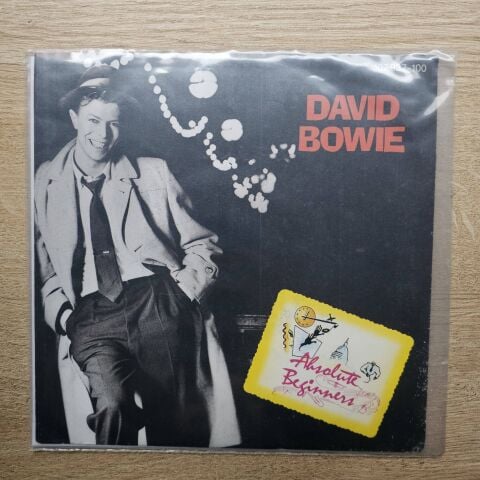 DAVID
BOWIE
Absolute
Beginners